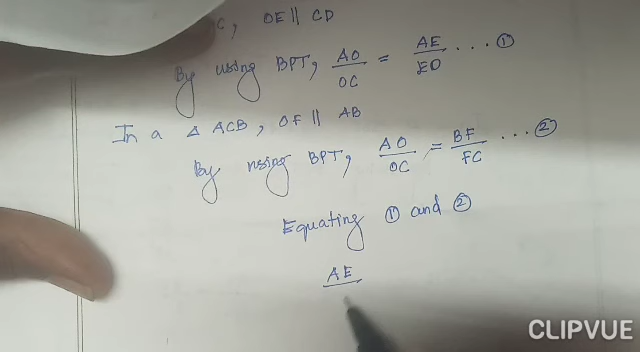 OE || CD
By using BPT, AO/OC = AE/ED ... ①
In a △ ACB, OF || AB
By using BPT, AO/OC = BF/FC ... ②
Equating ① and ②
AE
CLIPVUE